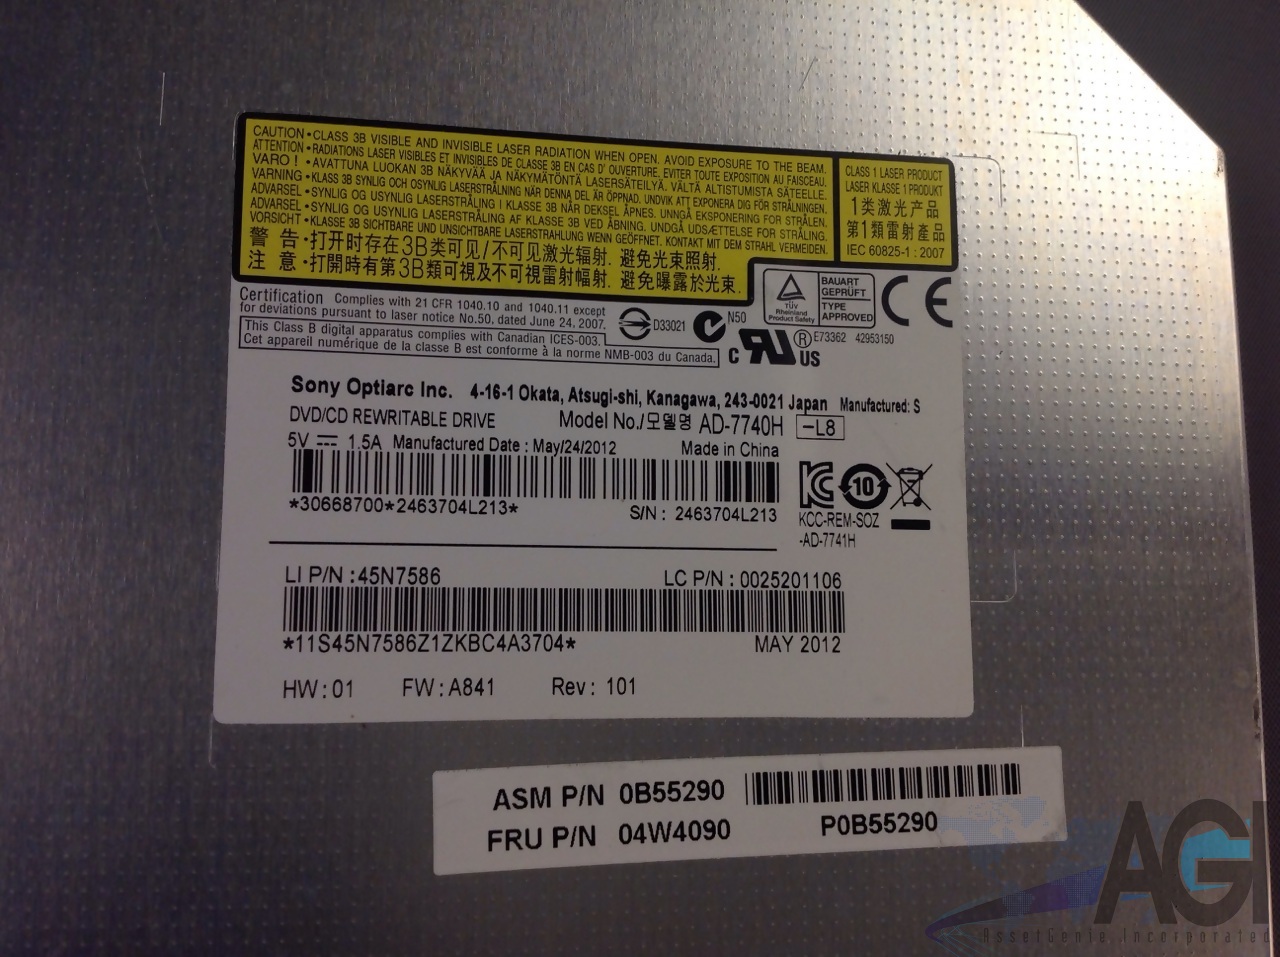 CAUTION • CLASS 3B VISIBLE AND INVISIBLE LASER RADIATION WHEN OPEN. AVOID EXPOSURE TO THE BEAM.
ATTENTION • RADIATIONS LASER VISIBLES ET INVISIBLES DE CLASSE 3B EN CAS D' OUVERTURE. EVITER TOUTE EXPOSITION AU FAISCEAU.
VARO ! • AVATTUNA LUOKAN 3B NÄKYVÄÄ JA NÄKYMÄTÖNTÄ LASERSÄTEILYÄ. VÄLTÄ ALTISTUMISTA SÄTEELLE.
VARNING • KLASS 3B SYNLIG OCH OSYNLIG LASERSTRÅLNING NÄR DENNA DEL ÄR ÖPPNAD. UNDVIK ATT EXPONERA DIG FÖR STRÅLNINGEN.
ADVARSEL • SYNLIG OG USYNLIG LASERSTRÅLING I KLASSE 3B NÅR DEKSEL ÅPNES. UNNGÅ EKSPONERING FOR STRÅLEN.
ADVARSEL • SYNLIG OG USYNLIG LASERSTRÅLING AF KLASSE 3B VED ÅBNING. UNDGÅ UDSÆTTELSE FOR STRÅLING.
VORSICHT • KLASSE 3B SICHTBARE UND UNSICHTBARE LASERSTRAHLUNG WENN GEÖFFNET. KONTAKT MIT DEM STRAHL VERMEIDEN.
警 告 • 打开时存在3B类可见/不可见激光辐射. 避免光束照射.
注 意 • 打開時有第3B類可視及不可視雷射幅射. 避免曝露於光束.
CLASS 1 LASER PRODUCT
LASER KLASSE 1 PRODUKT
1类激光产品
第1類雷射產品
IEC 60825-1 : 2007
Certification Complies with 21 CFR 1040.10 and 1040.11 except
for deviations pursuant to laser notice No.50, dated June 24. 2007.
This Class B digital apparatus complies with Canadian ICES-003.
Cet appareil numérique de la classe B est conforme à la norme NMB-003 du Canada.
D33021
N50
TÜV
Rheinland
Product Safety
BAUART
GEPRÜFT
TYPE
APPROVED
CE
C RU ® US
E73362 42953150
Sony Optiarc Inc. 4-16-1 Okata, Atsugi-shi, Kanagawa, 243-0021 Japan Manufactured: S
DVD/CD REWRITABLE DRIVE Model No./모델명 AD-7740H -L8
5V 1.5A Manufactured Date : May/24/2012 Made in China
*30668700*2463704L213* S/N : 2463704L213
KC 10
KCC-REM-SOZ
-AD-7741H
LI P/N : 45N7586 LC P/N : 0025201106
*11S45N7586Z1ZKBC4A3704* MAY 2012
HW : 01 FW : A841 Rev : 101
ASM P/N 0B55290
FRU P/N 04W4090 P0B55290
AGI
AssetGenie, Incorporated